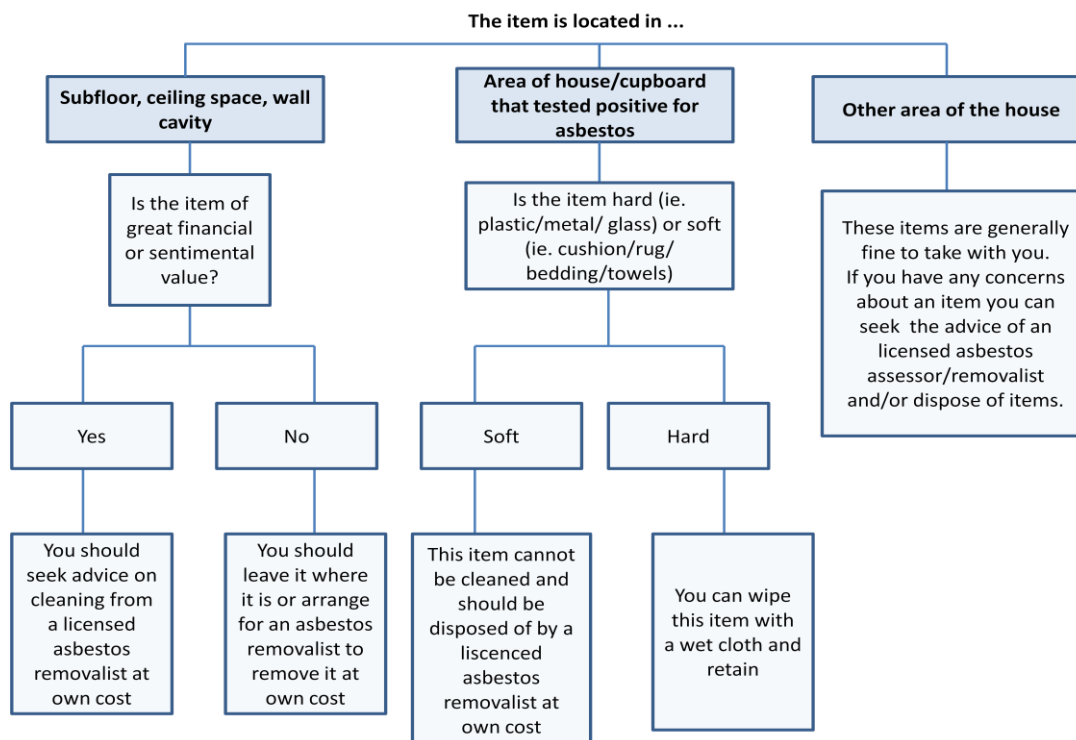 The item is located in ...
Subfloor, ceiling space, wall
cavity
Area of house/cupboard
that tested positive for
asbestos
Other area of the house
Is the item of
great financial
or sentimental
value?
Is the item hard (ie.
plastic/metal/ glass) or soft
(ie. cushion/rug/
bedding/towels)
These items are generally
fine to take with you.
If you have any concerns
about an item you can
seek  the advice of an
licensed asbestos
assessor/removalist
and/or dispose of items.
Yes
No
Soft
Hard
You should
seek advice on
cleaning from
a licensed
asbestos
removalist at
own cost
You should
leave it where
it is or arrange
for an asbestos
removalist to
remove it at
own cost
This item cannot
be cleaned and
should be
disposed of by a
liscenced
asbestos
removalist at
own cost
You can wipe
this item with
a wet cloth and
retain